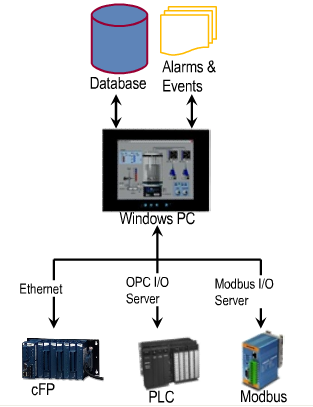 Database
Alarms &
Events
Windows PC
Ethernet
OPC I/O
Server
Modbus I/O
Server
cFP
PLC
Modbus